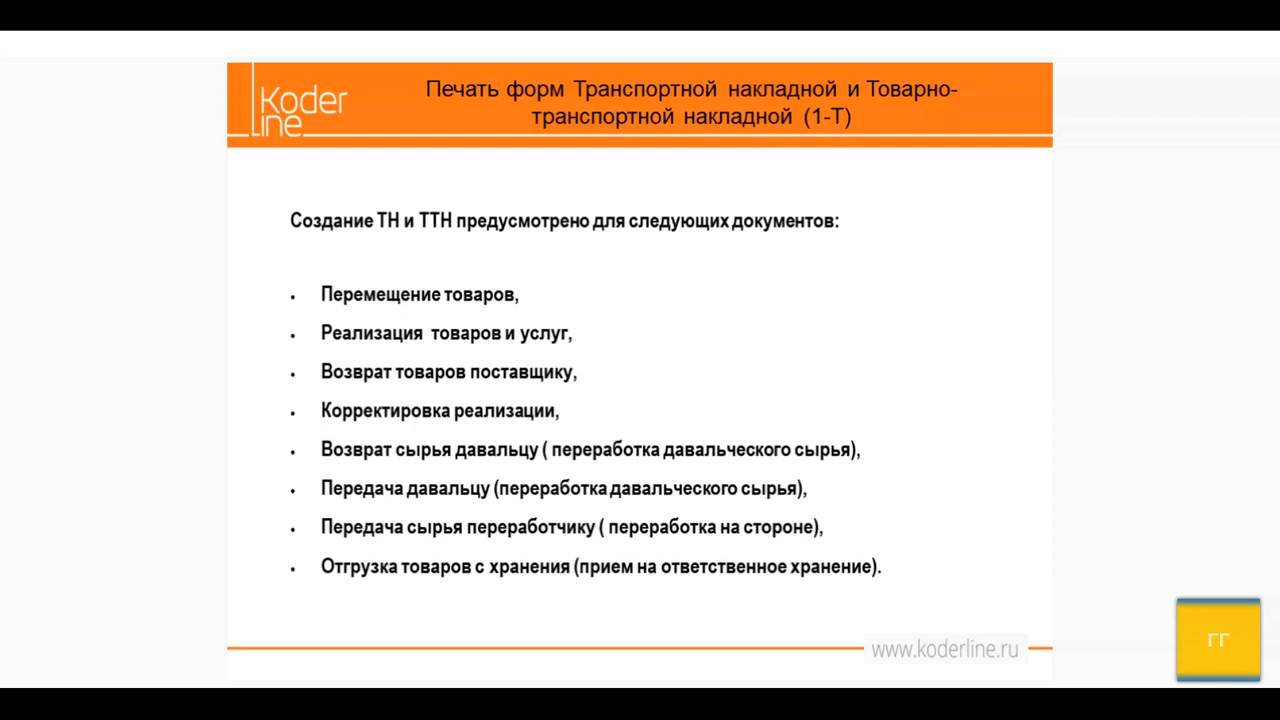 Koder
line
Печать форм Транспортной накладной и Товарно-
транспортной накладной (1-Т)
Создание ТН и ТТН предусмотрено для следующих документов:
• Перемещение товаров,
• Реализация товаров и услуг,
• Возврат товаров поставщику,
• Корректировка реализации,
• Возврат сырья давальцу ( переработка давальческого сырья),
• Передача давальцу (переработка давальческого сырья),
• Передача сырья переработчику ( переработка на стороне),
• Отгрузка товаров с хранения (прием на ответственное хранение).
www.koderline.ru
ГГ